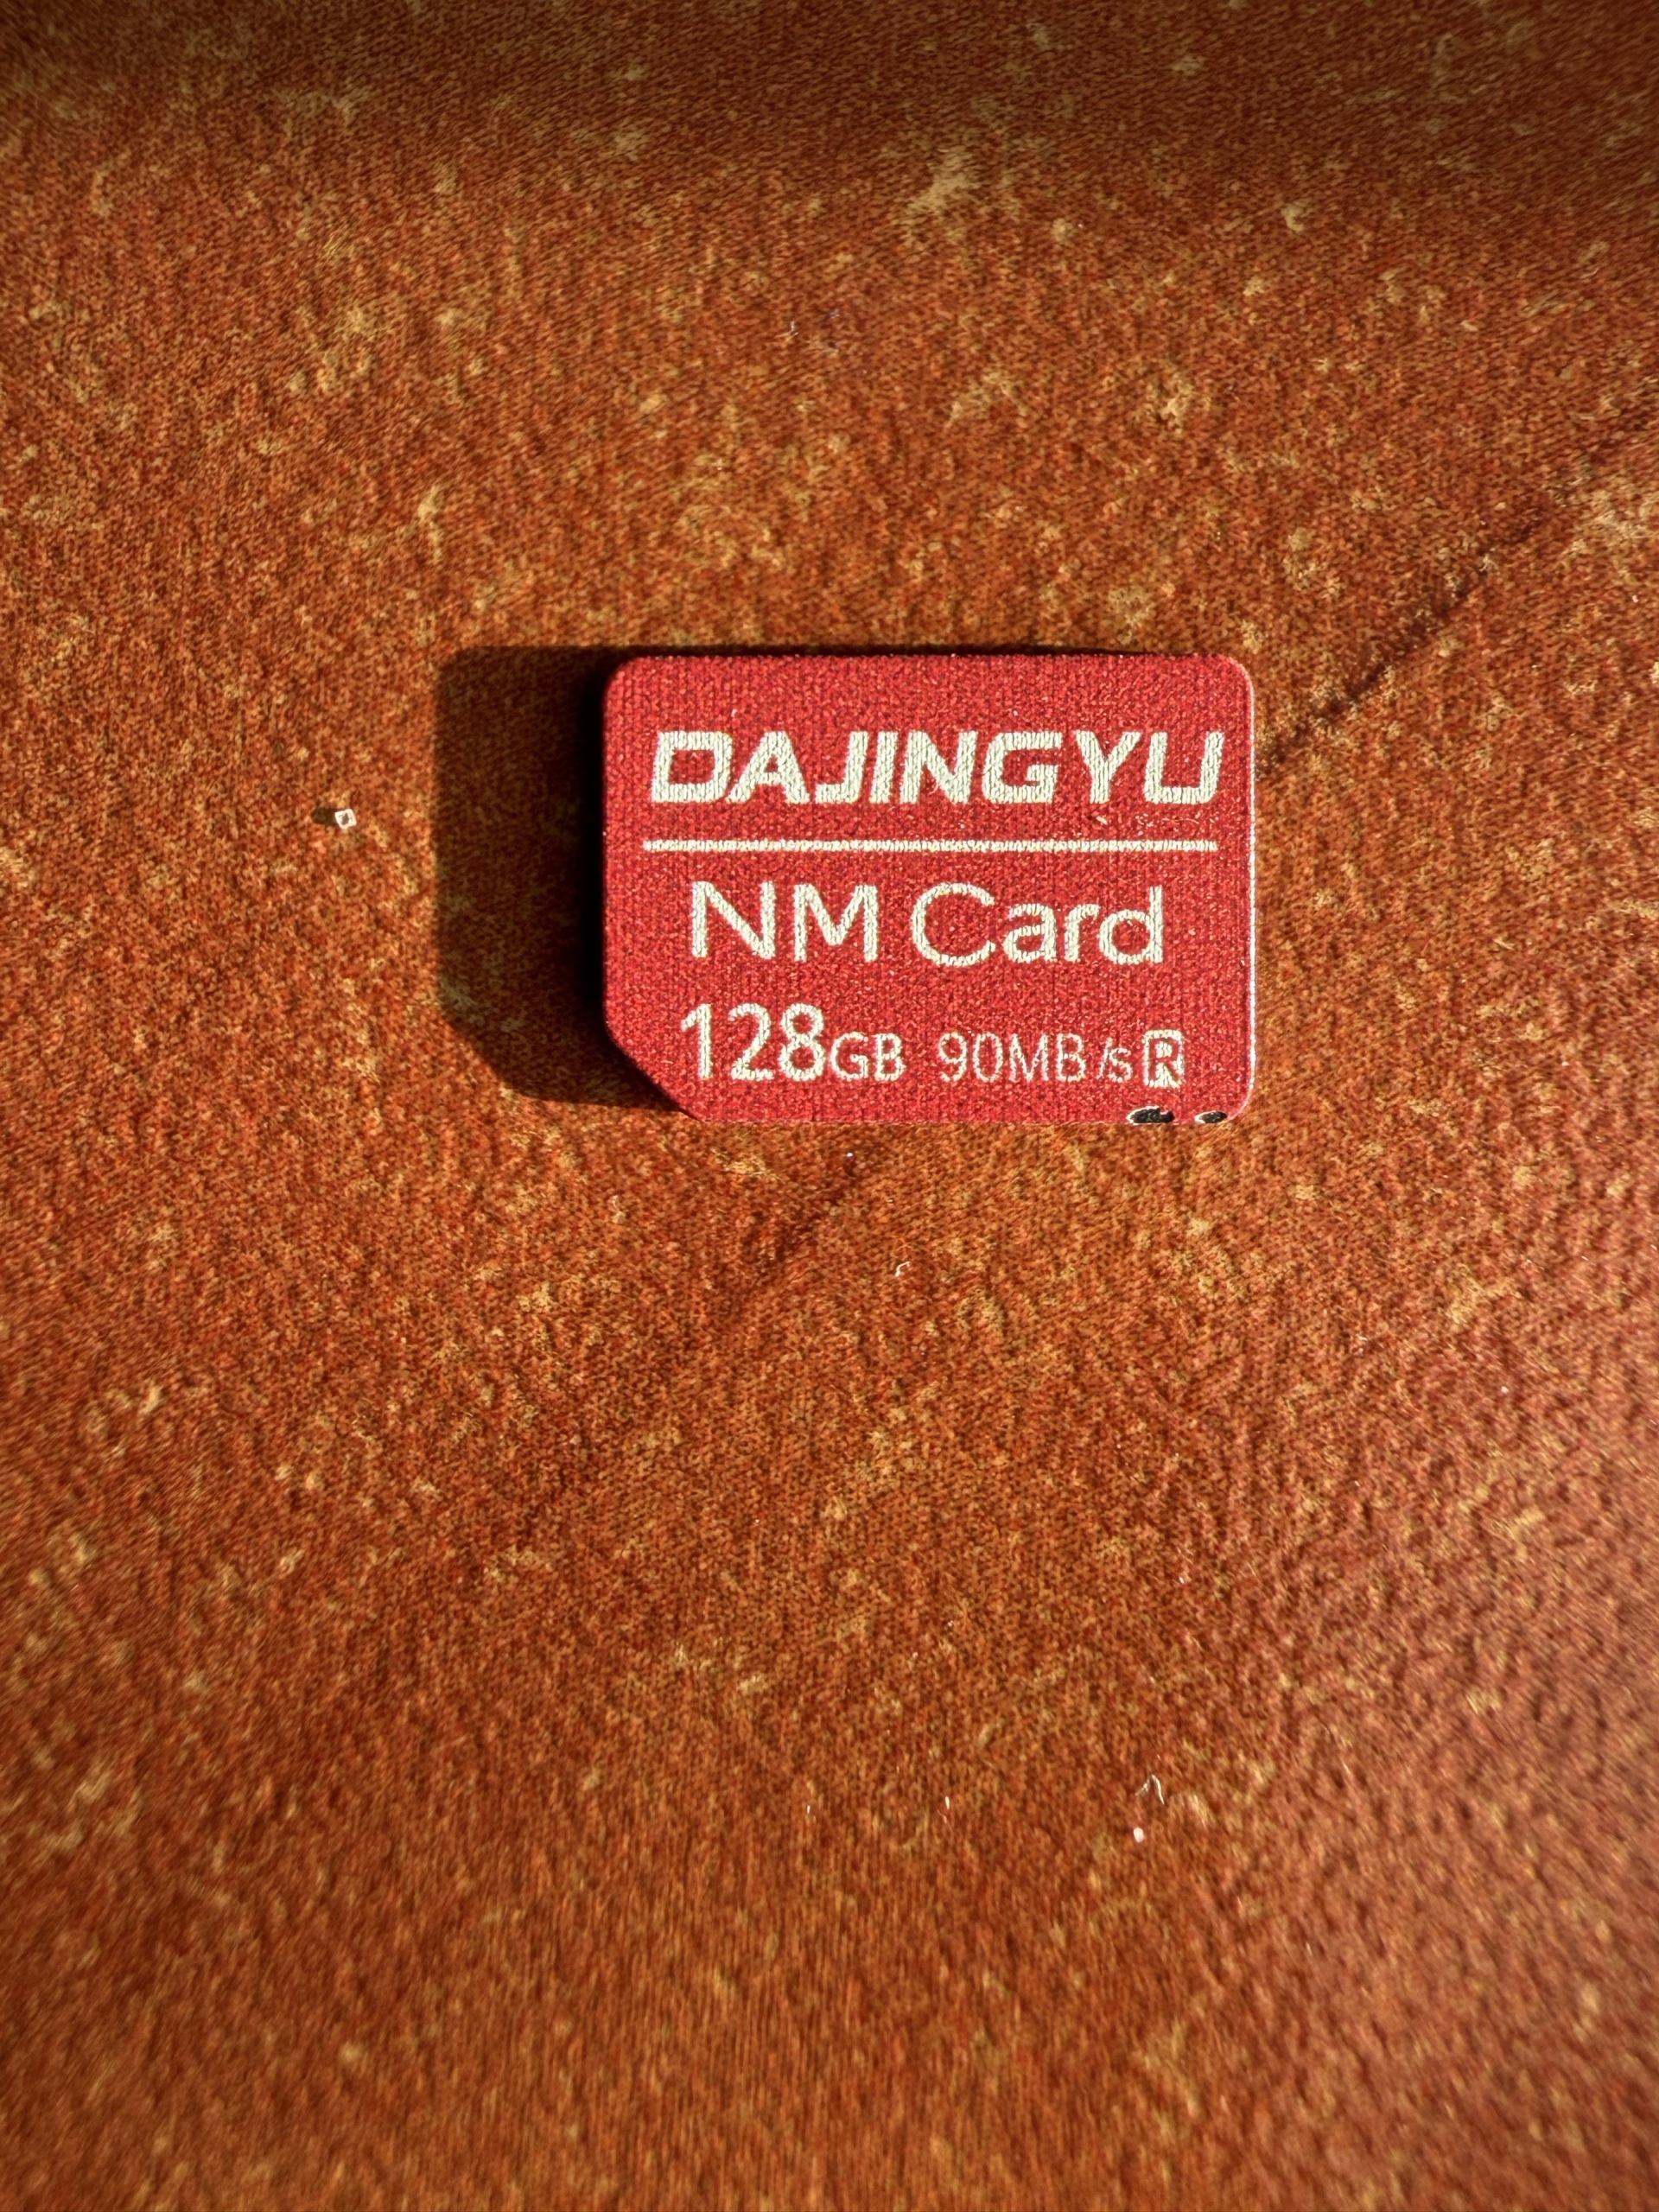 DAJINGYU
NM Card
128GB 90MB/s R